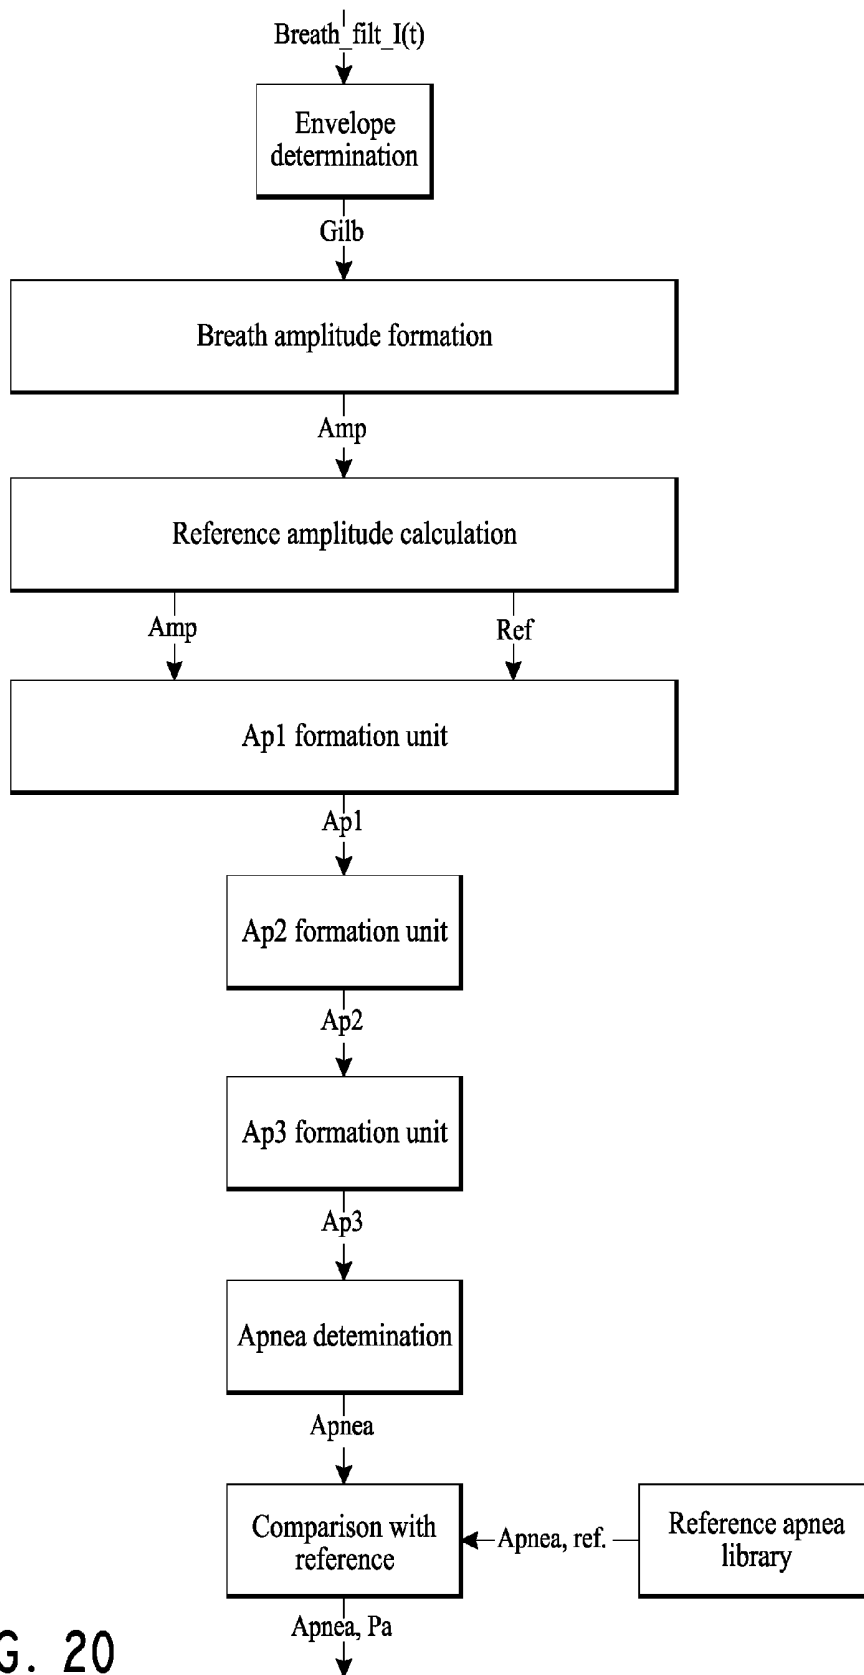 Breath_filt_I(t)
Envelope
determination
Gilb
Breath amplitude formation
Amp
Reference amplitude calculation
Amp
Ref
Ap1 formation unit
Ap1
Ap2 formation unit
Ap2
Ap3 formation unit
Ap3
Apnea detemination
Apnea
Comparison with
reference
Apnea, ref.
Reference apnea
library
Apnea, Pa
G. 20